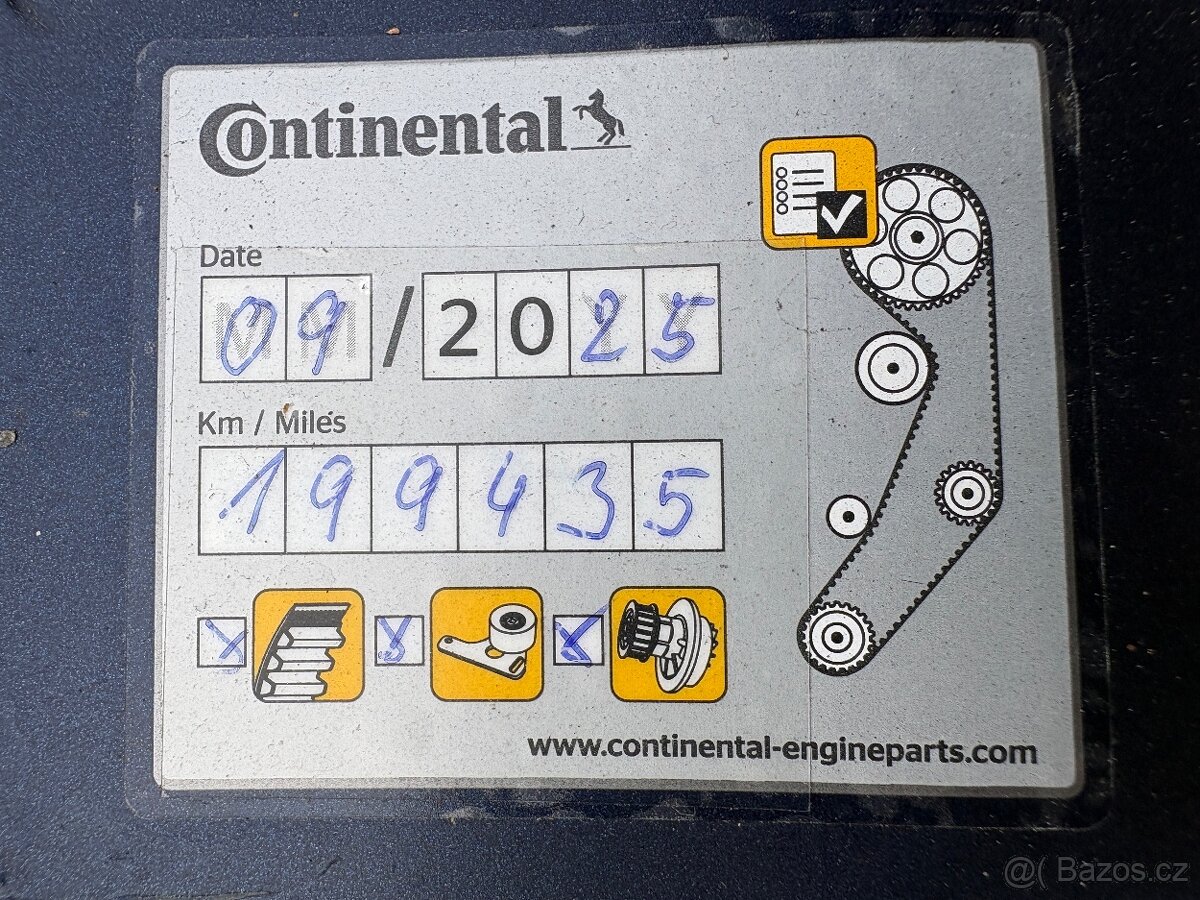 Continental
Date
09/2025
Km / Miles
199435
www.continental-engineparts.com
@( Bazos.cz